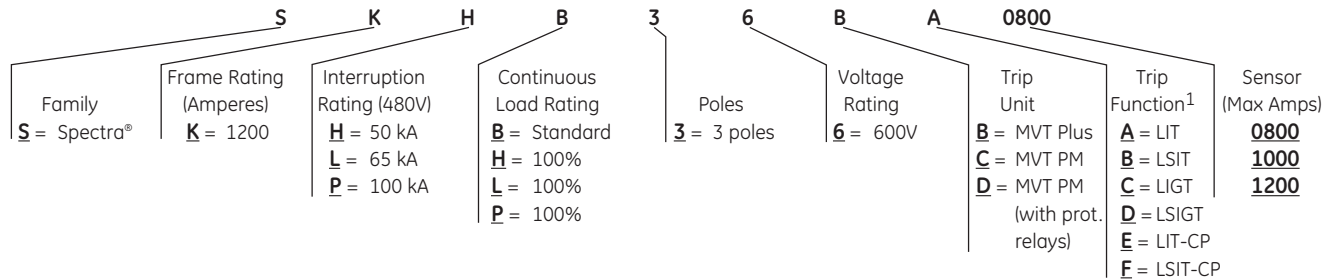 S K H B 3 6 B A 0800
Family
S = Spectra®
Frame Rating
(Amperes)
K = 1200
Interruption
Rating (480V)
H = 50 kA
L = 65 kA
P = 100 kA
Continuous
Load Rating
B = Standard
H = 100%
L = 100%
P = 100%
Poles
3 = 3 poles
Voltage
Rating
6 = 600V
Trip
Unit
B = MVT Plus
C = MVT PM
D = MVT PM
(with prot.
relays)
Trip
Function1
A = LIT
B = LSIT
C = LIGT
D = LSIGT
E = LIT-CP
F = LSIT-CP
Sensor
(Max Amps)
0800
1000
1200